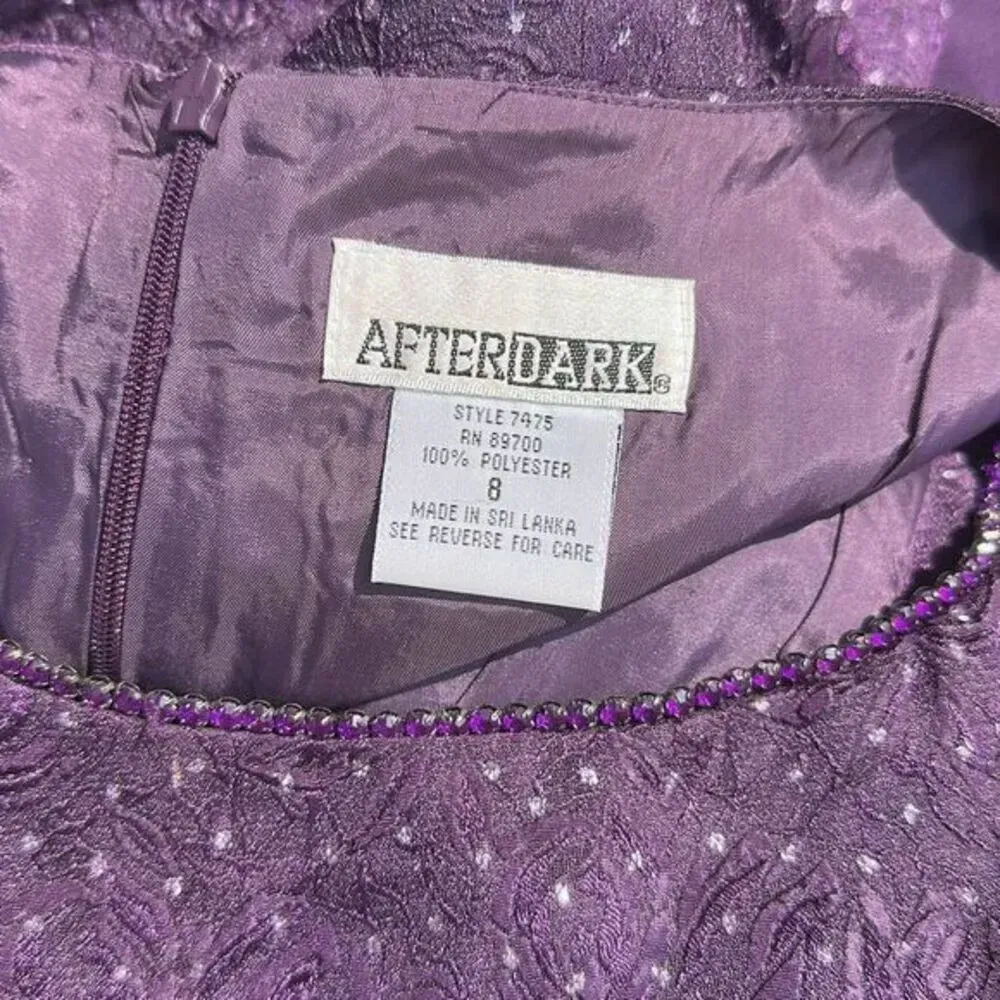 AFTERDARK®
STYLE 7475
RN 89700
100% POLYESTER
8
MADE IN SRI LANKA
SEE REVERSE FOR CARE